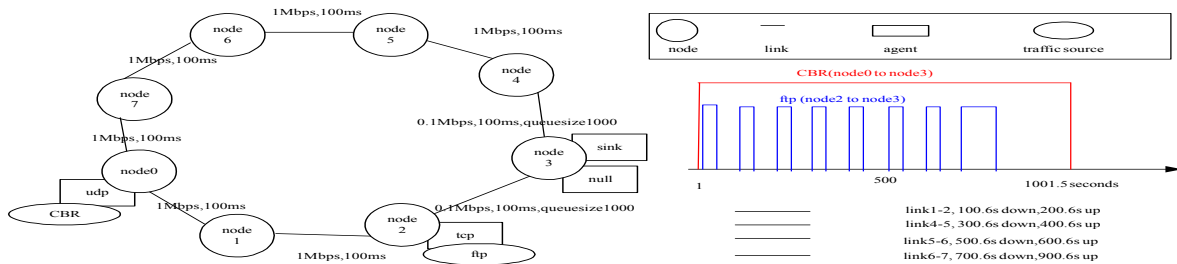 1Mbps,100ms
node
6
node
5
1Mbps,100ms
1Mbps,100ms
node
4
node
7
0.1Mbps,100ms,queuesize1000
1Mbps,100ms
node
3
sink
null
node0
udp
CBR
1Mbps,100ms
0.1Mbps,100ms,queuesize1000
node
1
node
2
tcp
ftp
1Mbps,100ms
node
link
agent
traffic source
CBR(node0 to node3)
ftp (node2 to node3)
1
500
1001.5 seconds
link1-2, 100.6s down,200.6s up
link4-5, 300.6s down,400.6s up
link5-6, 500.6s down,600.6s up
link6-7, 700.6s down,900.6s up